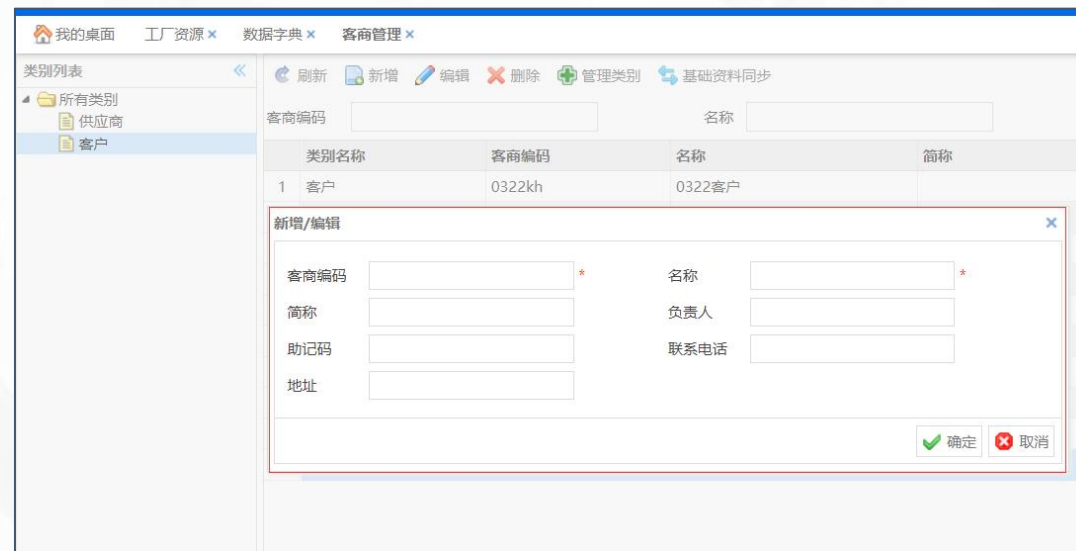 我的桌面 工厂资源 × 数据字典 × 客商管理 ×
类别列表 刷新 新增 编辑 删除 管理类别 基础资料同步
所有类别
供应商
客户
客商编码 名称
类别名称 客商编码 名称 简称
1 客户 0322kh 0322客户
新增/编辑 ×
客商编码 * 名称 *
简称 负责人
助记码 联系电话
地址
确定 取消